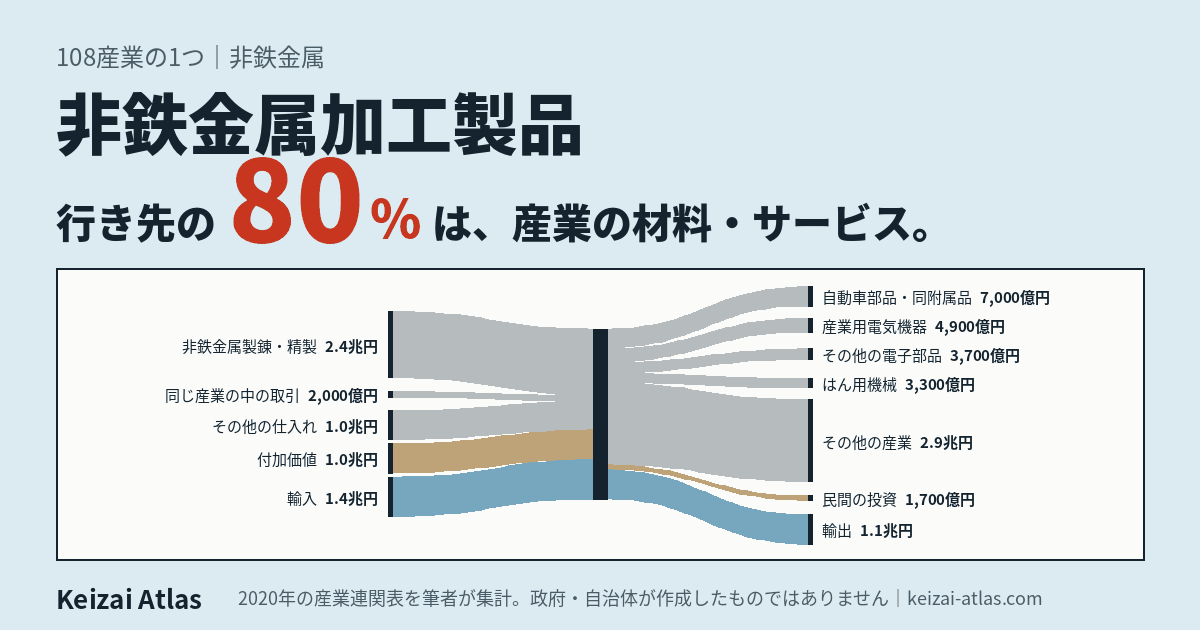 108産業の1つ｜非鉄金属
非鉄金属加工製品
行き先の 80% は、産業の材料・サービス。
非鉄金属製錬・精製 2.4兆円
同じ産業の中の取引 2,000億円
その他の仕入れ 1.0兆円
付加価値 1.0兆円
輸入 1.4兆円
自動車部品・同附属品 7,000億円
産業用電気機器 4,900億円
その他の電子部品 3,700億円
はん用機械 3,300億円
その他の産業 2.9兆円
民間の投資 1,700億円
輸出 1.1兆円
Keizai Atlas 2020年の産業連関表を筆者が集計。政府・自治体が作成したものではありません｜keizai-atlas.com